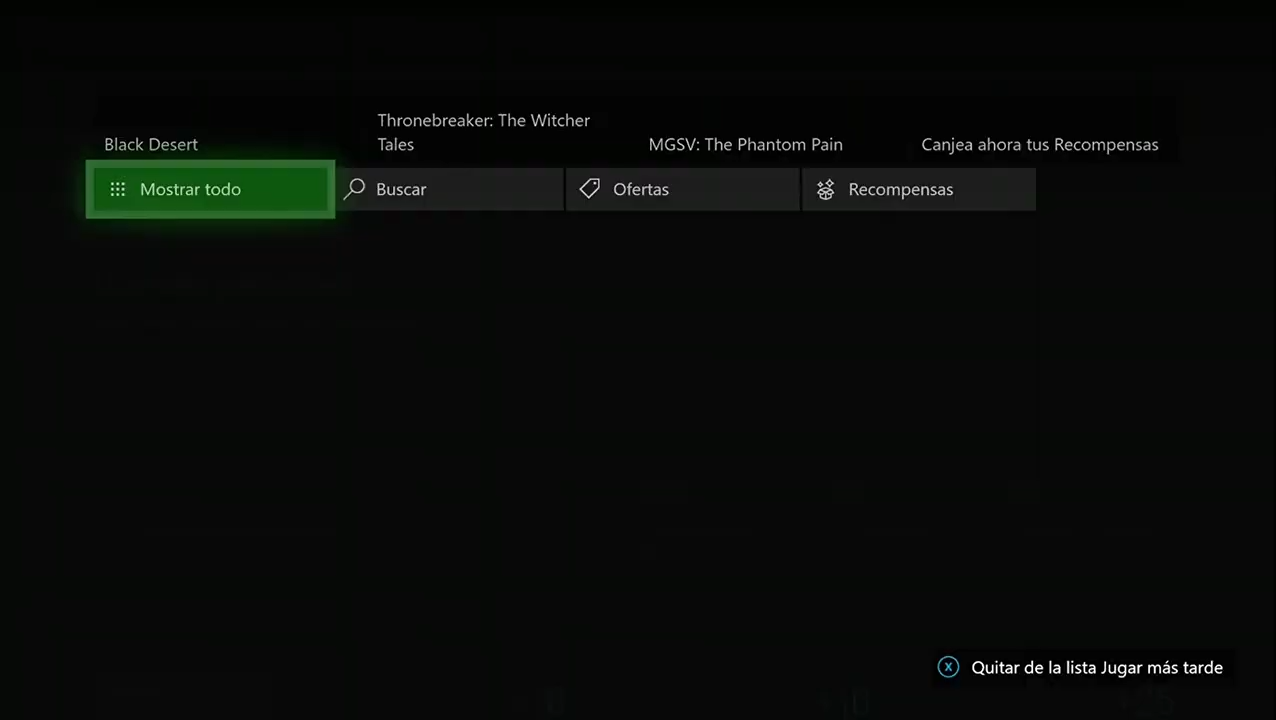 Black Desert
Thronebreaker: The Witcher
Tales
MGSV: The Phantom Pain
Canjea ahora tus Recompensas
Mostrar todo
Buscar
Ofertas
Recompensas
X Quitar de la lista Jugar más tarde